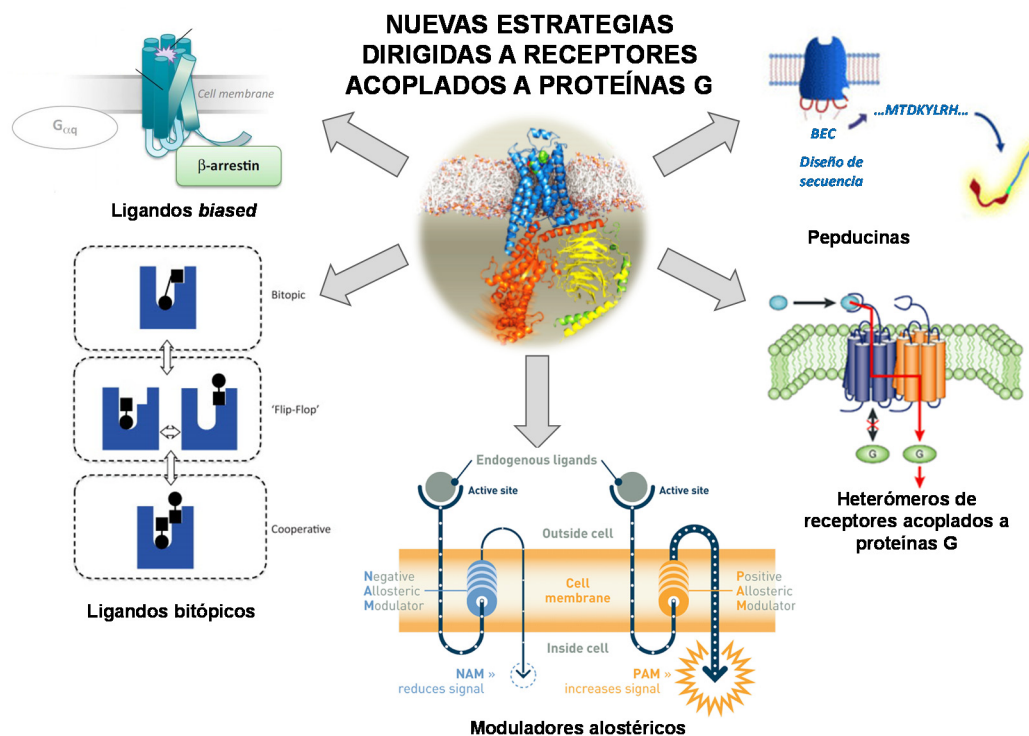 NUEVAS ESTRATEGIAS
DIRIGIDAS A RECEPTORES
ACOPLADOS A PROTEÍNAS G
Cell membrane
Gαq
β-arrestin
Ligandos biased
BEC
...MTDKYLRH...
Diseño de
secuencia
Pepducinas
Bitopic
'Flip-Flop'
Cooperative
Ligandos bitópicos
G
G
Heterómeros de
receptores acoplados a
proteínas G
Endogenous ligands
Active site
Active site
Outside cell
Negative
Allosteric
Modulator
Cell
membrane
Positive
Allosteric
Modulator
Inside cell
NAM »
reduces signal
PAM »
increases signal
Moduladores alostéricos